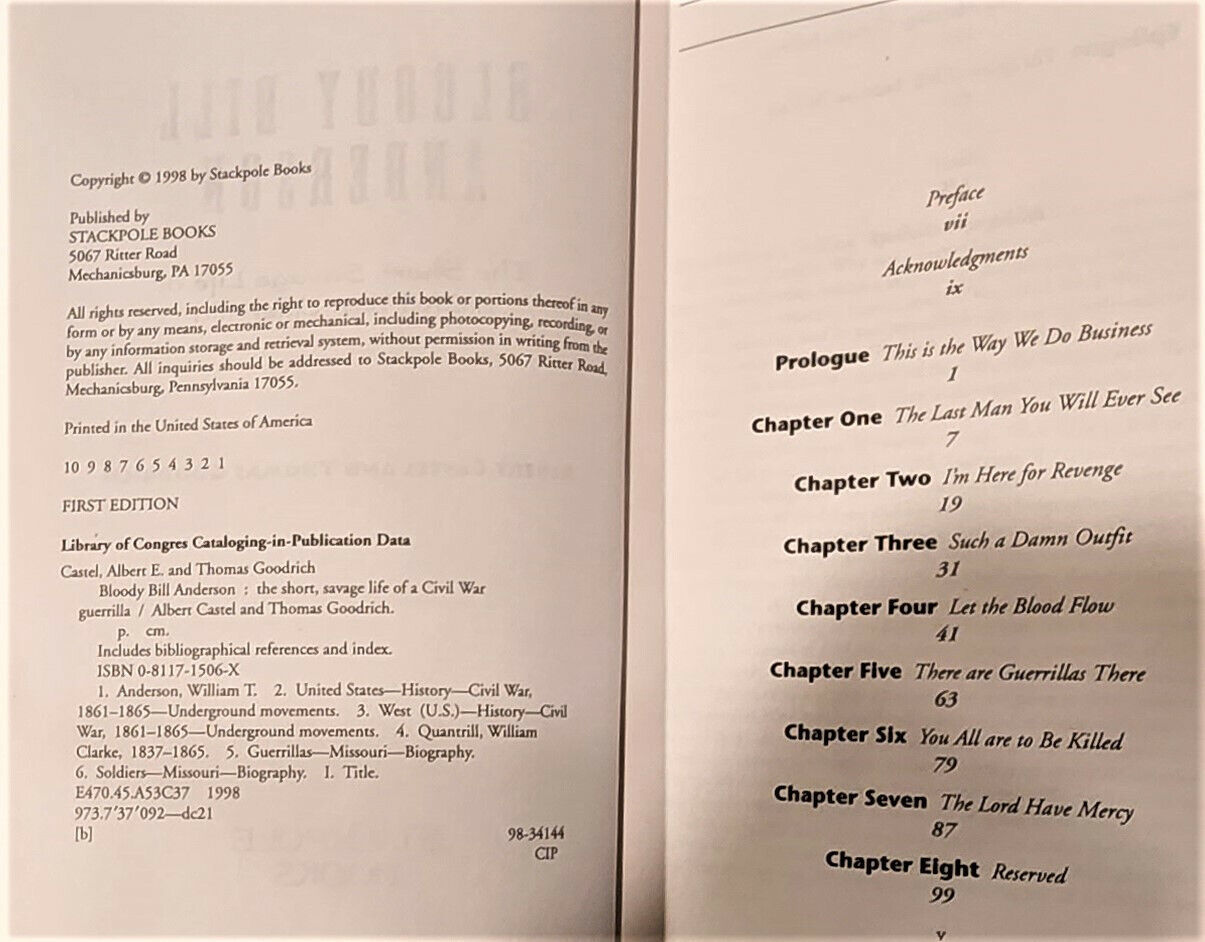 Copyright © 1998 by Stackpole Books
Published by
STACKPOLE BOOKS
5067 Ritter Road
Mechanicsburg, PA 17055
All rights reserved, including the right to reproduce this book or portions thereof in any
form or by any means, electronic or mechanical, including photocopying, recording, or
by any information storage and retrieval system, without permission in writing from the
publisher. All inquiries should be addressed to Stackpole Books, 5067 Ritter Road,
Mechanicsburg, Pennsylvania 17055.
Printed in the United States of America
10 9 8 7 6 5 4 3 2 1
FIRST EDITION
Library of Congres Cataloging-in-Publication Data
Castel, Albert E. and Thomas Goodrich
Bloody Bill Anderson : the short, savage life of a Civil War
guerrilla / Albert Castel and Thomas Goodrich.
p. cm.
Includes bibliographical references and index.
ISBN 0-8117-1506-X
1. Anderson, William T. 2. United States—History—Civil War,
1861–1865—Underground movements. 3. West (U.S.)—History—Civil
War, 1861–1865—Underground movements. 4. Quantrill, William
Clarke, 1837–1865. 5. Guerrillas—Missouri—Biography.
6. Soldiers—Missouri—Biography. I. Title.
E470.45.A53C37 1998
973.7'37'092—dc21
[b] 98-34144
CIP
Preface
vii
Acknowledgments
ix
Prologue This is the Way We Do Business
1
Chapter One The Last Man You Will Ever See
7
Chapter Two I'm Here for Revenge
19
Chapter Three Such a Damn Outfit
31
Chapter Four Let the Blood Flow
41
Chapter Five There are Guerrillas There
63
Chapter Six You All are to Be Killed
79
Chapter Seven The Lord Have Mercy
87
Chapter Eight Reserved
99
v